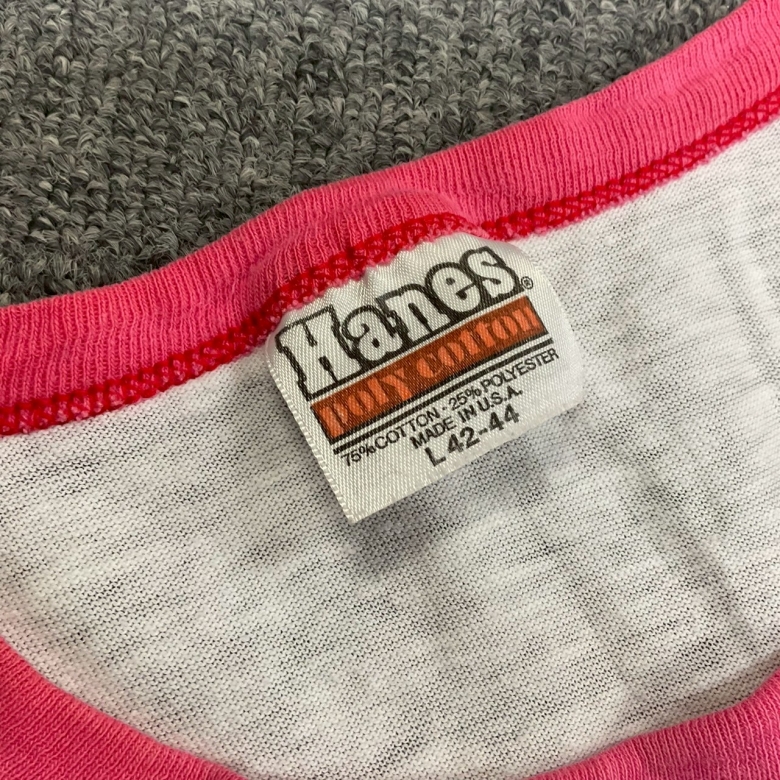 Hanes®
poly cotton
75% COTTON - 25% POLYESTER
MADE IN U.S.A.
L 42-44